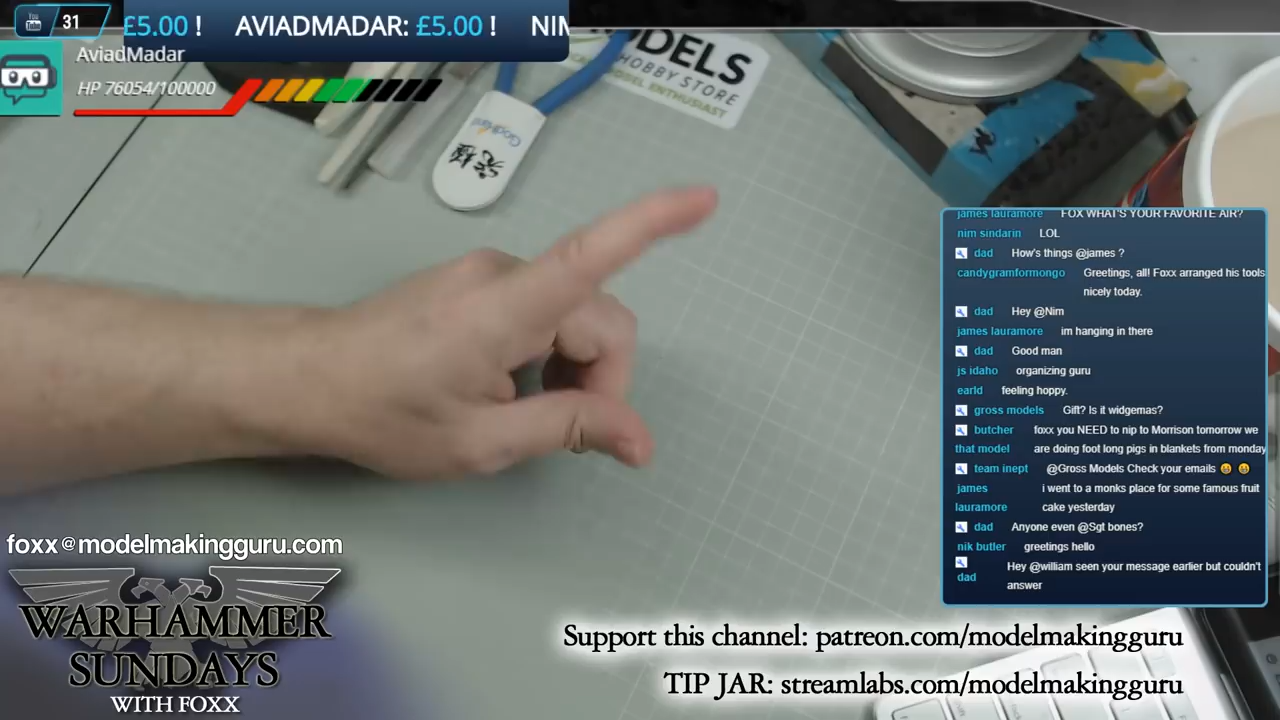 31
£5.00 ! AVIADMADAR: £5.00 ! NIM
AviadMadar
HP 76054/100000
MODELS
HOBBY STORE
MODEL ENTHUSIAST
GodHand
究極
james lauramore FOX WHAT'S YOUR FAVORITE AIR?
nim sindarin LOL
dad How's things @james ?
candygramformongo Greetings, all! Foxx arranged his tools
nicely today.
dad Hey @Nim
james lauramore im hanging in there
dad Good man
js idaho organizing guru
earld feeling hoppy.
gross models Gift? Is it widgemas?
butcher foxx you NEED to nip to Morrison tomorrow we
that model are doing foot long pigs in blankets from monday
team inept @Gross Models Check your emails
james i went to a monks place for some famous fruit
lauramore cake yesterday
dad Anyone even @Sgt bones?
nik butler greetings hello
dad Hey @william seen your message earlier but couldn't
answer
foxx@modelmakingguru.com
WARHAMMER
SUNDAYS
WITH FOXX
Support this channel: patreon.com/modelmakingguru
TIP JAR: streamlabs.com/modelmakingguru